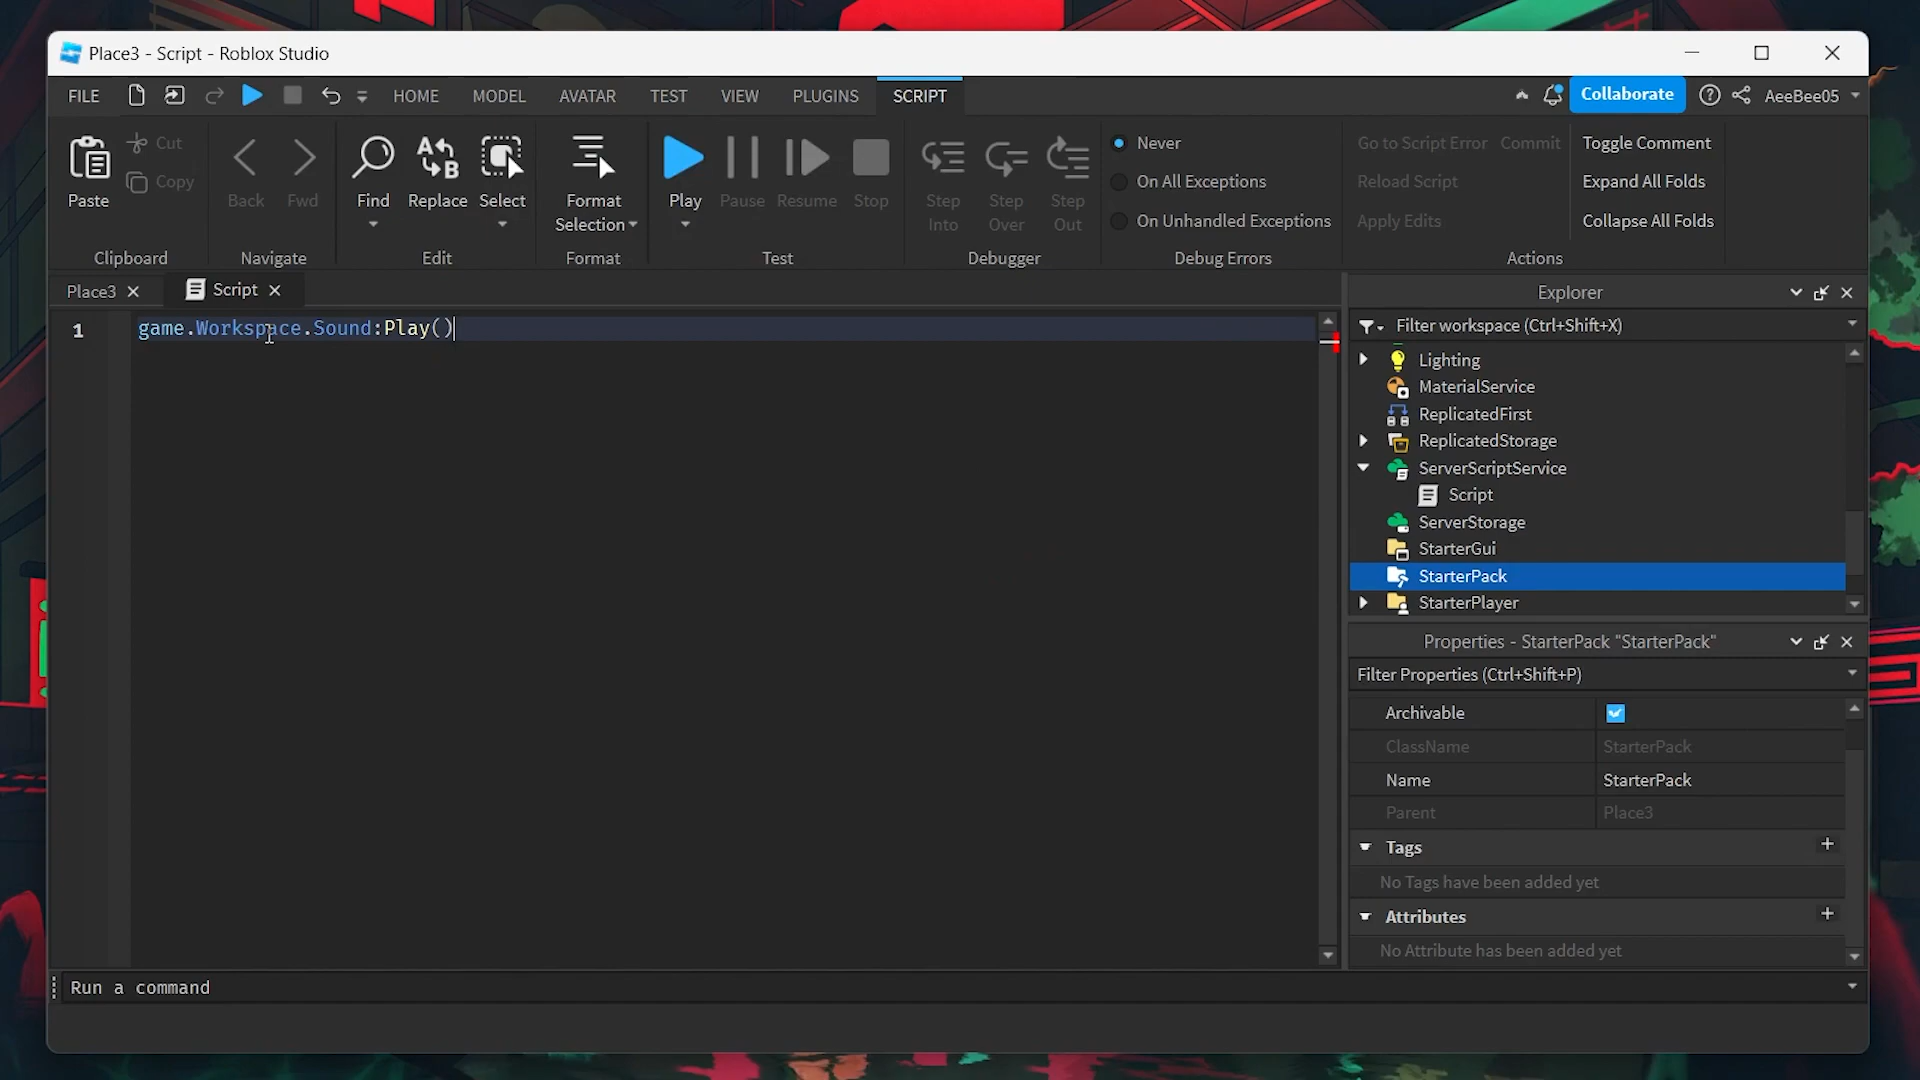 Place3 - Script - Roblox Studio
FILE HOME MODEL AVATAR TEST VIEW PLUGINS SCRIPT Collaborate AeeBee05
Paste Cut Copy
Clipboard
Back Fwd
Navigate
Find Replace Select
Edit
Format Selection
Format
Play Pause Resume Stop
Test
Step Into Step Over Step Out
Debugger
Never
On All Exceptions
On Unhandled Exceptions
Debug Errors
Go to Script Error Commit Toggle Comment
Reload Script Expand All Folds
Apply Edits Collapse All Folds
Actions
Place3 Script
1 game.Workspace.Sound:Play()
Explorer
Filter workspace (Ctrl+Shift+X)
Lighting
MaterialService
ReplicatedFirst
ReplicatedStorage
ServerScriptService
Script
ServerStorage
StarterGui
StarterPack
StarterPlayer
Properties - StarterPack "StarterPack"
Filter Properties (Ctrl+Shift+P)
Archivable
ClassName StarterPack
Name StarterPack
Parent Place3
Tags
No Tags have been added yet
Attributes
No Attribute has been added yet
Run a command